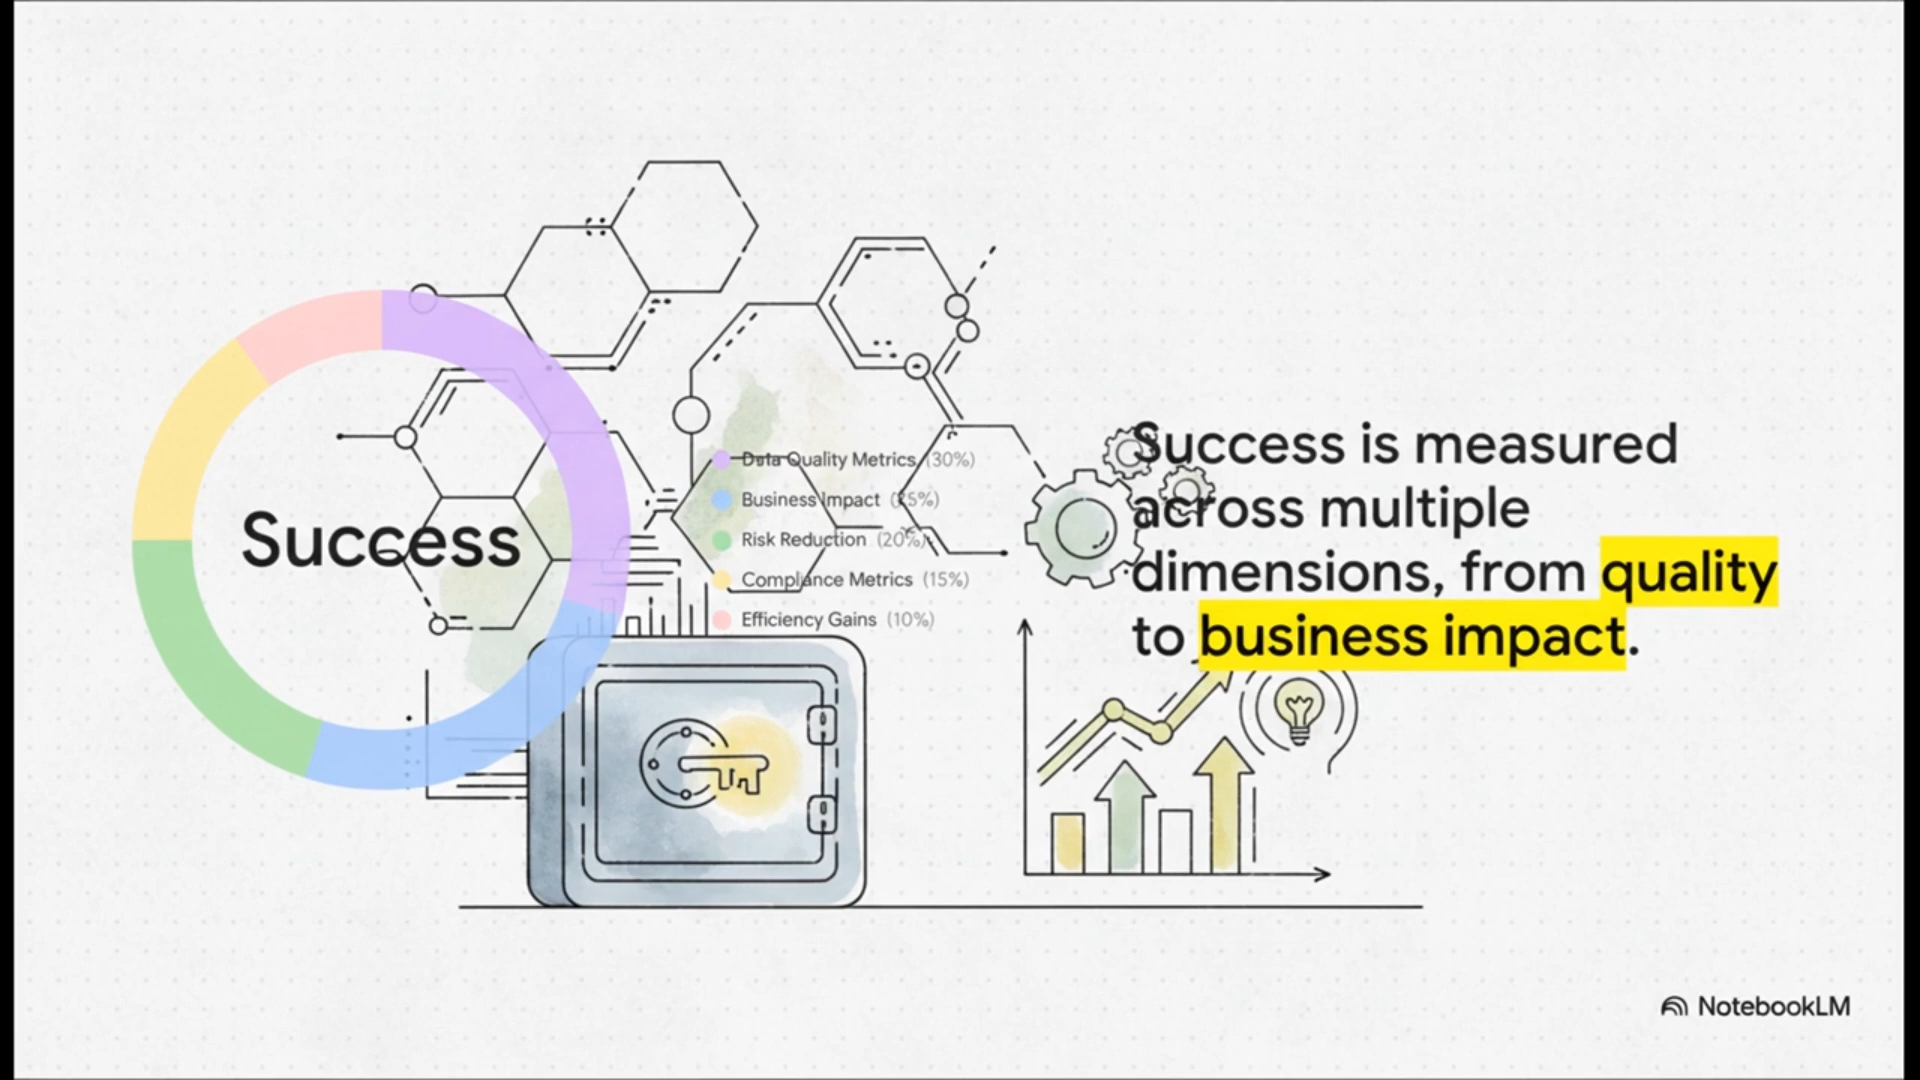 Success
Data Quality Metrics (30%)
Business Impact (25%)
Risk Reduction (20%)
Compliance Metrics (15%)
Efficiency Gains (10%)
Success is measured
across multiple
dimensions, from quality
to business impact.
NotebookLM